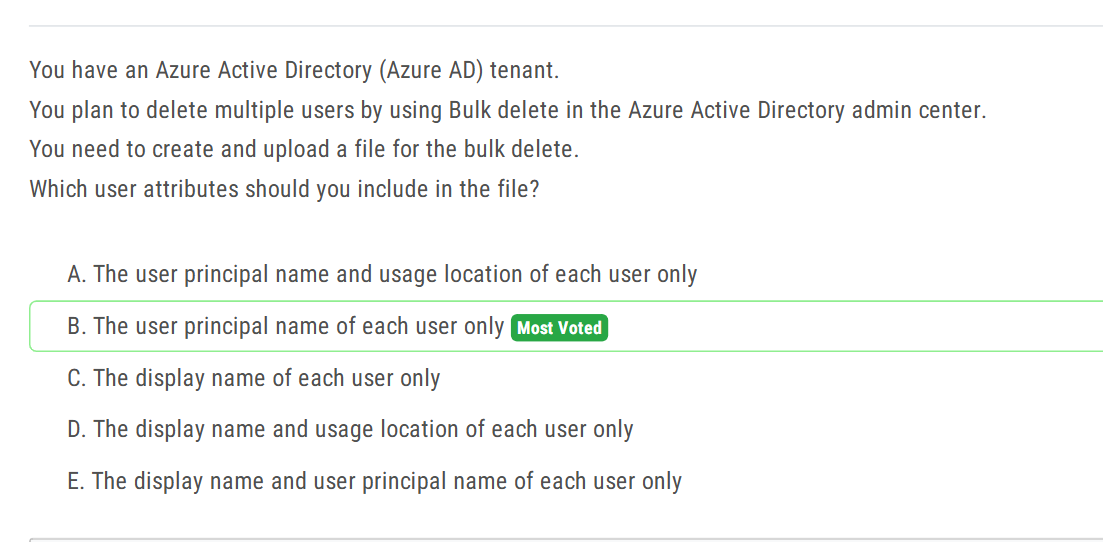 You have an Azure Active Directory (Azure AD) tenant.
You plan to delete multiple users by using Bulk delete in the Azure Active Directory admin center.
You need to create and upload a file for the bulk delete.
Which user attributes should you include in the file?
A. The user principal name and usage location of each user only
B. The user principal name of each user only Most Voted
C. The display name of each user only
D. The display name and usage location of each user only
E. The display name and user principal name of each user only